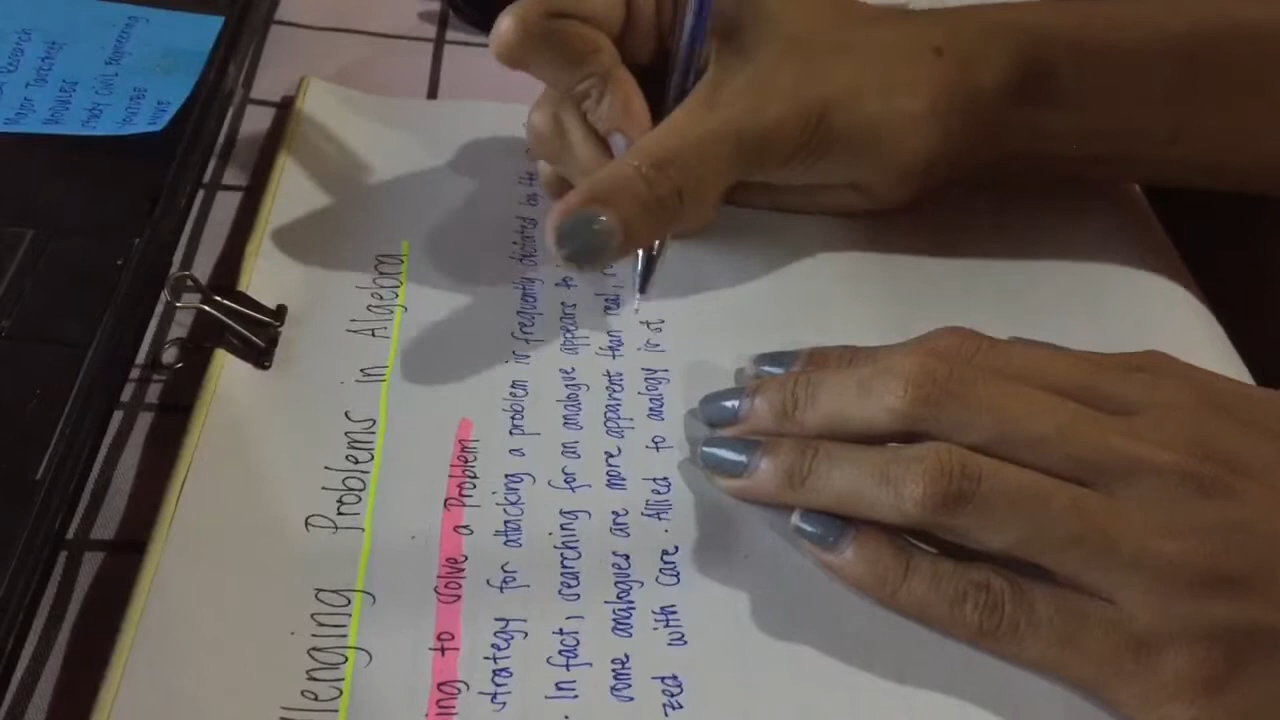 Research
Major Taksheet
MODULES
study Civil Engineering
YOUTUBE
llenging Problems in Algebra
ing to solve a Problem
strategy for attacking a problem is frequently dictated
. In fact, searching for an analogue appears to
some analogues are more apparent than real,
zed with care. Allied to analogy is st